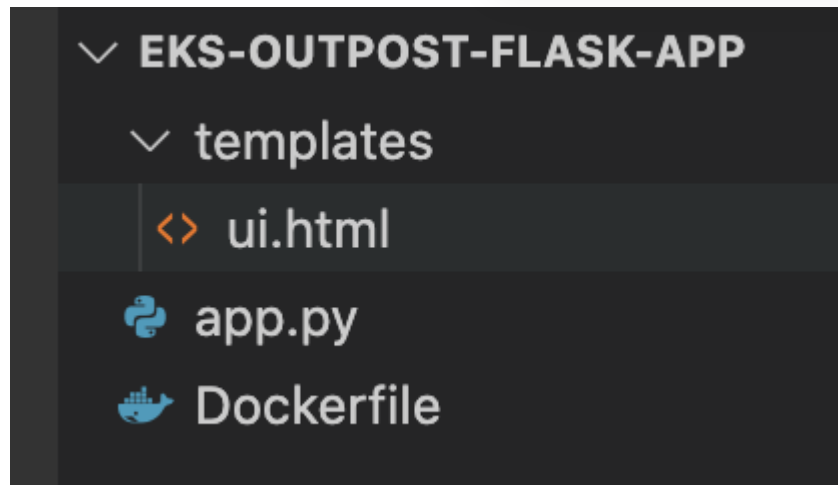 EKS-OUTPOST-FLASK-APP
templates
<> ui.html
app.py
Dockerfile